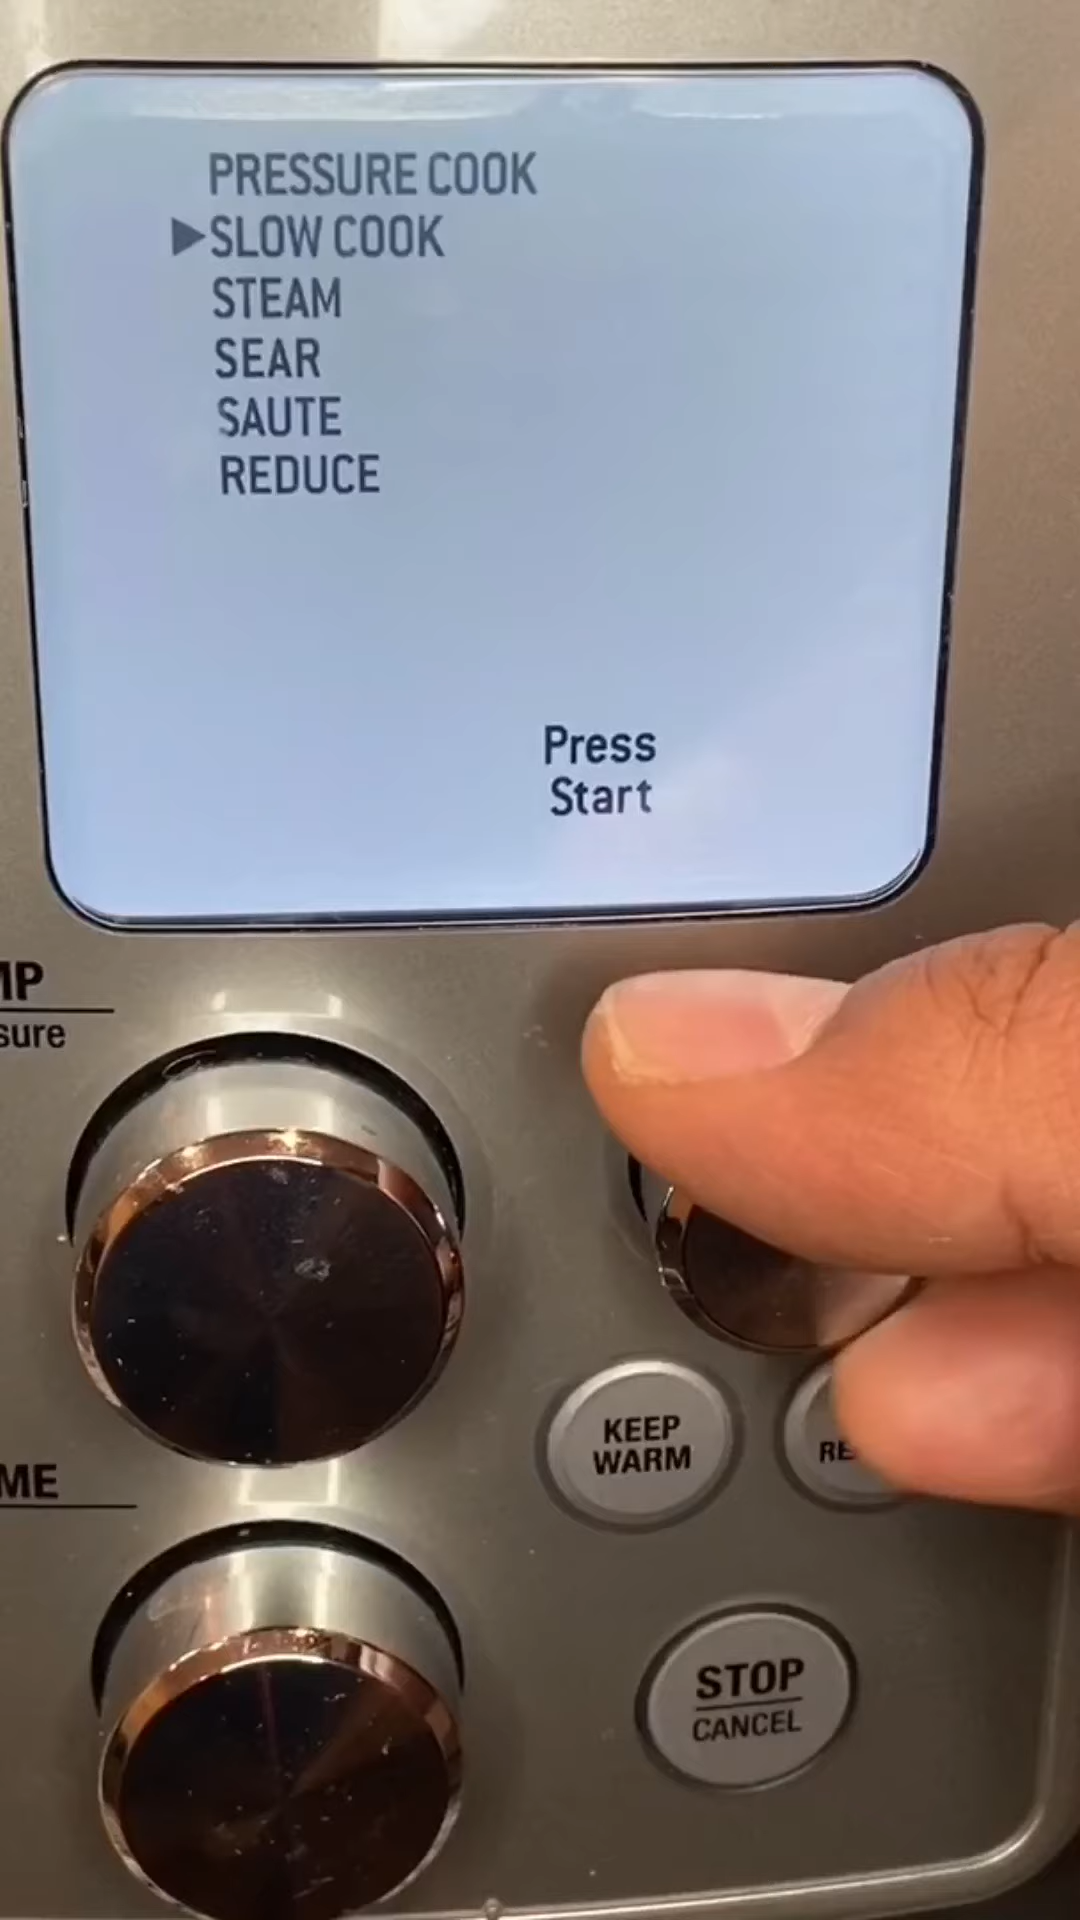 PRESSURE COOK
▶SLOW COOK
STEAM
SEAR
SAUTE
REDUCE
Press
Start
KEEP
WARM
STOP
CANCEL